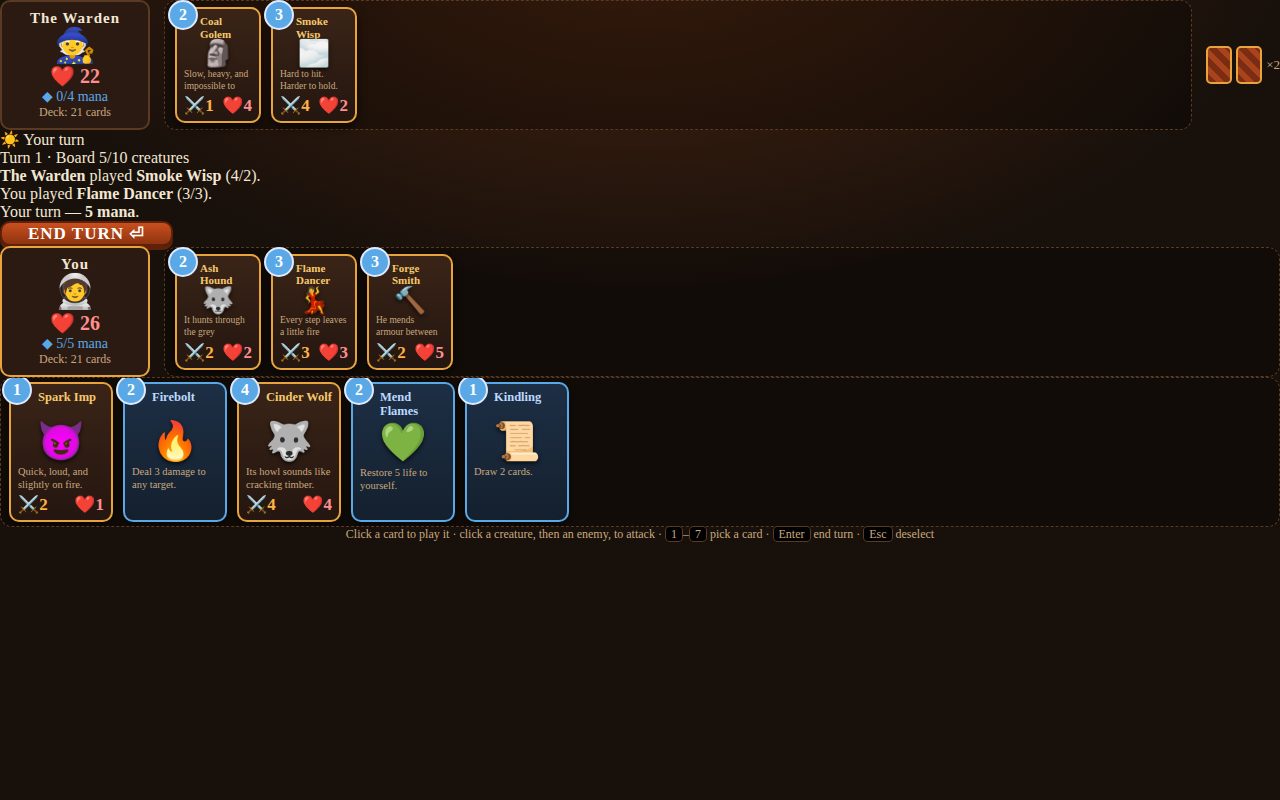 The Warden
❤️ 22
◆ 0/4 mana
Deck: 21 cards
2
Coal
Golem
Slow, heavy, and
impossible to
⚔️1 ❤️4
3
Smoke
Wisp
Hard to hit.
Harder to hold.
⚔️4 ❤️2
×2
☀️ Your turn
Turn 1 · Board 5/10 creatures
The Warden played Smoke Wisp (4/2).
You played Flame Dancer (3/3).
Your turn — 5 mana.
END TURN ⏎
You
❤️ 26
◆ 5/5 mana
Deck: 21 cards
2
Ash
Hound
It hunts through
the grey
⚔️2 ❤️2
3
Flame
Dancer
Every step leaves
a little fire
⚔️3 ❤️3
3
Forge
Smith
He mends
armour between
⚔️2 ❤️5
1
Spark Imp
Quick, loud, and
slightly on fire.
⚔️2 ❤️1
2
Firebolt
Deal 3 damage to
any target.
4
Cinder Wolf
Its howl sounds like
cracking timber.
⚔️4 ❤️4
2
Mend
Flames
Restore 5 life to
yourself.
1
Kindling
Draw 2 cards.
Click a card to play it · click a creature, then an enemy, to attack · 1–7 pick a card · Enter end turn · Esc deselect